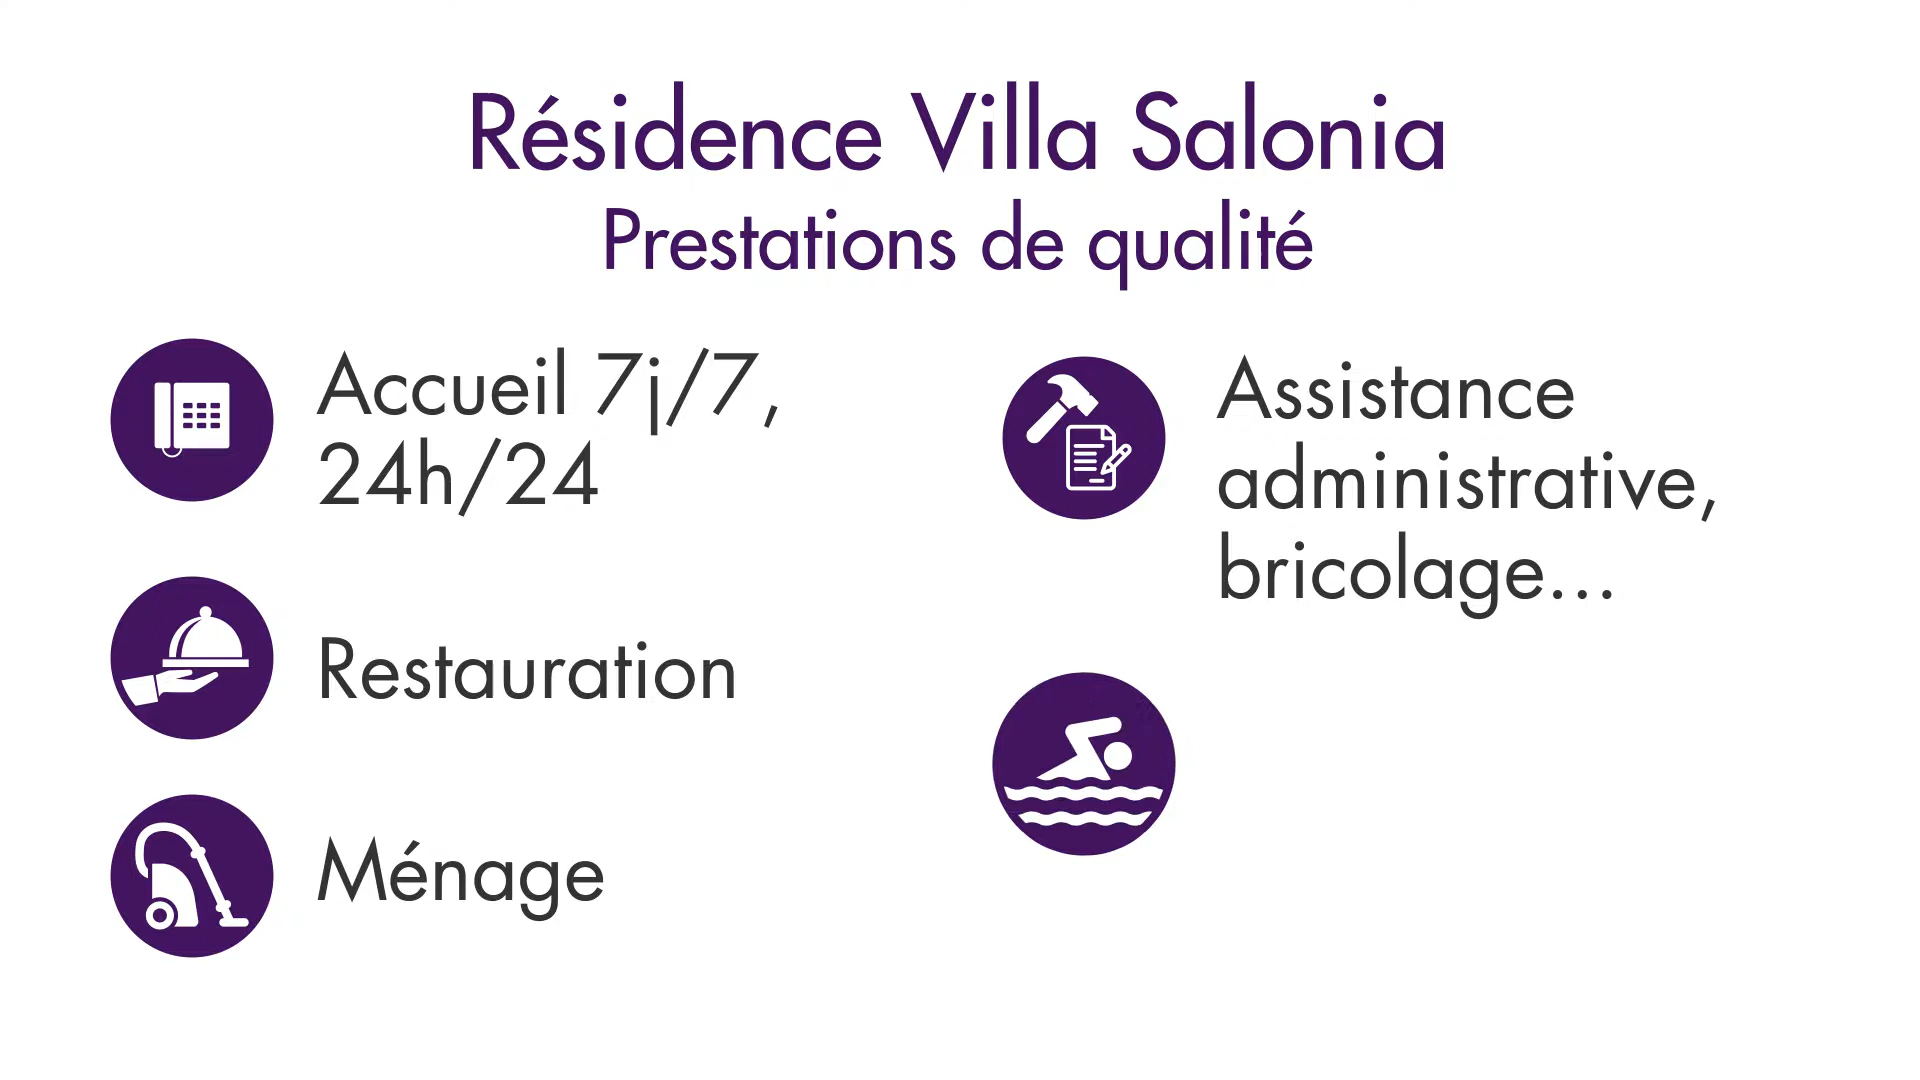 Résidence Villa Salonia
Prestations de qualité
Accueil 7j/7,
24h/24
Restauration
Ménage
Assistance
administrative,
bricolage...